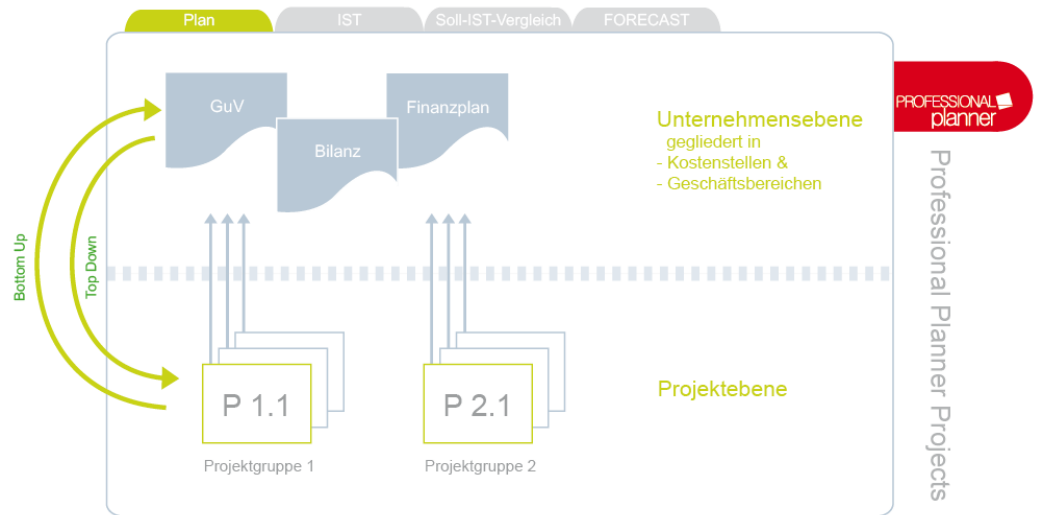 Plan
IST
Soll-IST-Vergleich
FORECAST
GuV
Bilanz
Finanzplan
Unternehmensebene
gegliedert in
- Kostenstellen &
- Geschäftsbereichen
PROFESSIONAL
planner
Professional Planner Projects
Bottom Up
Top Down
P 1.1
P 2.1
Projektebene
Projektgruppe 1
Projektgruppe 2